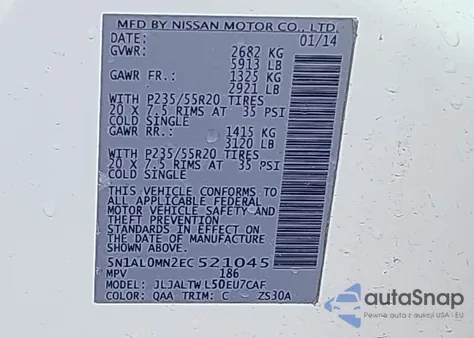 MFD BY NISSAN MOTOR CO., LTD.
DATE: 01/14
GVWR: 2682 KG
5913 LB
GAWR FR.: 1325 KG
2921 LB
WITH P235/55R20 TIRES
20 X 7.5 RIMS AT 35 PSI
COLD SINGLE
GAWR RR.: 1415 KG
3120 LB
WITH P235/55R20 TIRES
20 X 7.5 RIMS AT 35 PSI
COLD SINGLE
THIS VEHICLE CONFORMS TO
ALL APPLICABLE FEDERAL
MOTOR VEHICLE SAFETY AND
THEFT PREVENTION
STANDARDS IN EFFECT ON
THE DATE OF MANUFACTURE
SHOWN ABOVE.
5N1AL0MN2EC521045
MPV 186
MODEL: JLJALTWL50EU7CAF
COLOR: QAA TRIM: C ZS30A
autoSnap
Pewne auta z aukcji USA i EU